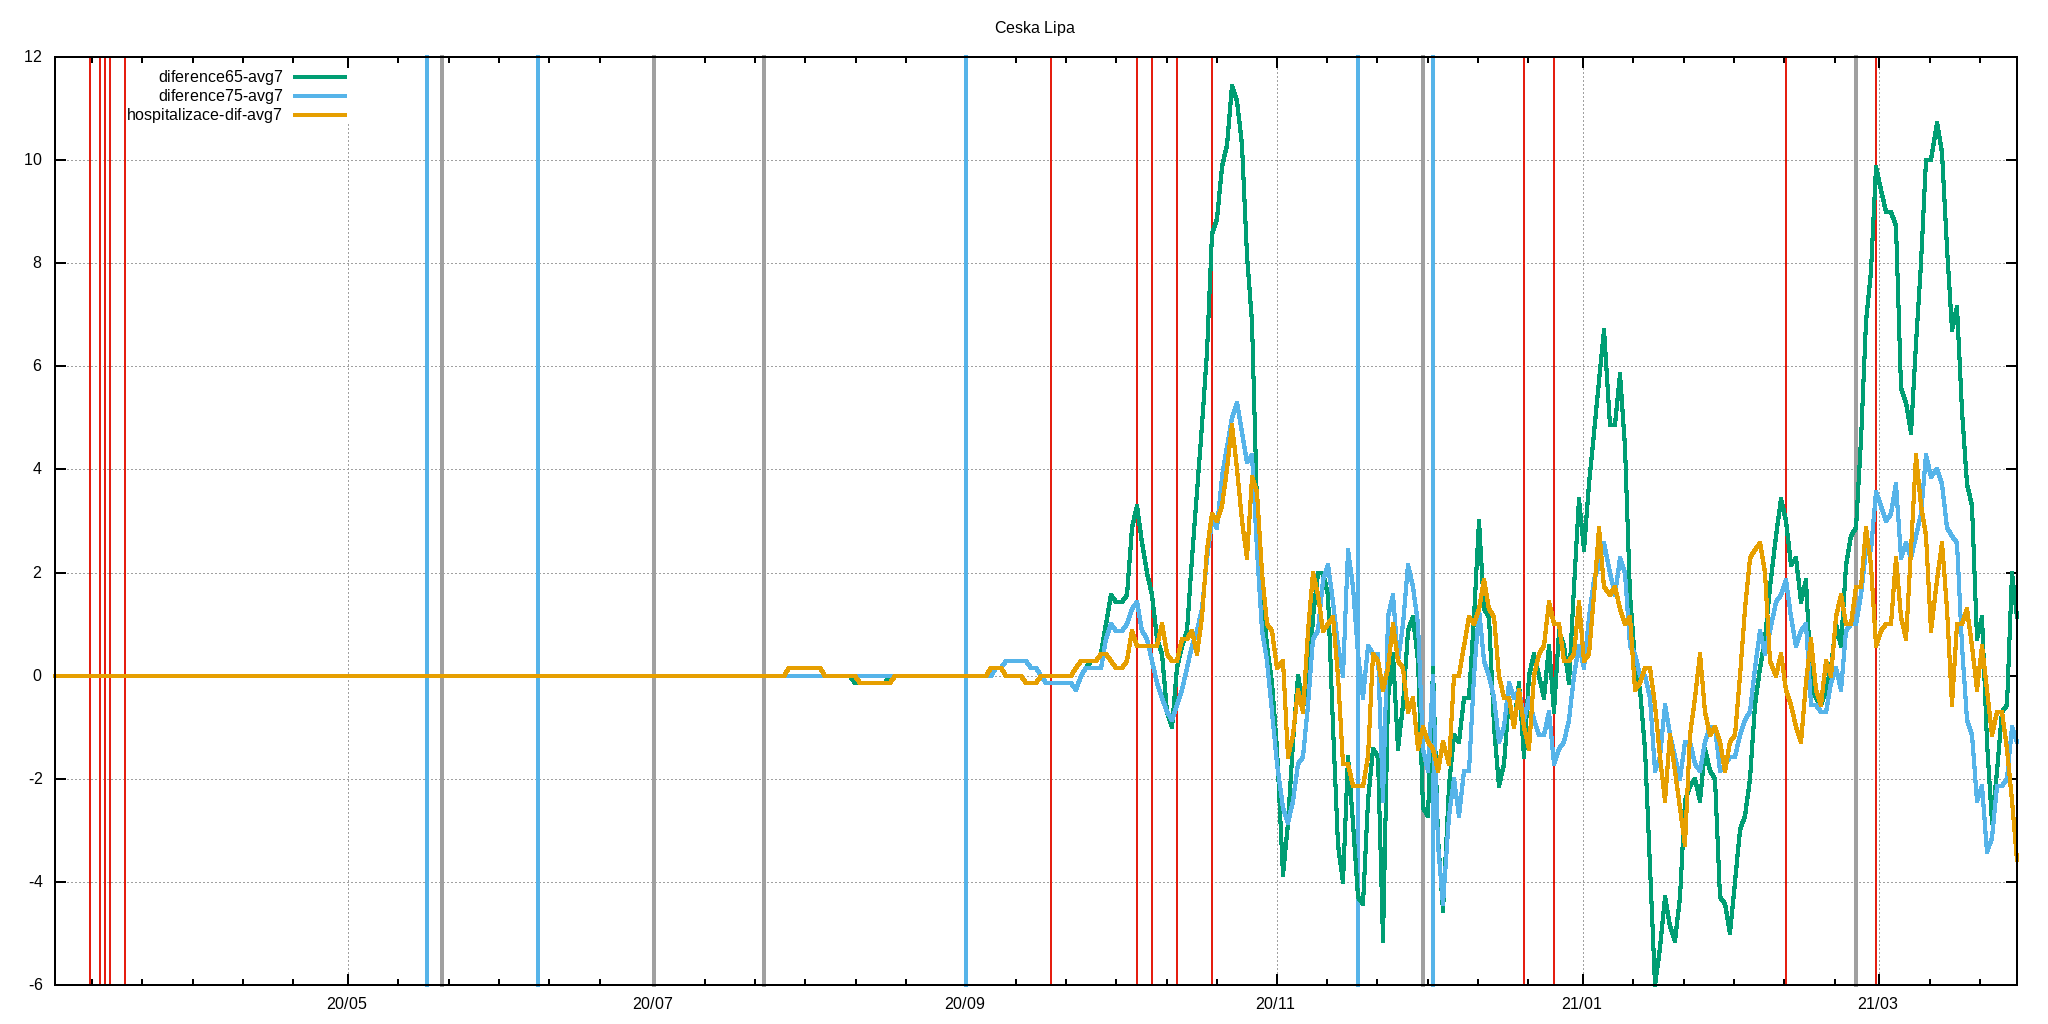 Ceska Lipa
diference65-avg7
diference75-avg7
hospitalizace-dif-avg7
12
10
8
6
4
2
0
-2
-4
-6
20/05 20/07 20/09 20/11 21/01 21/03